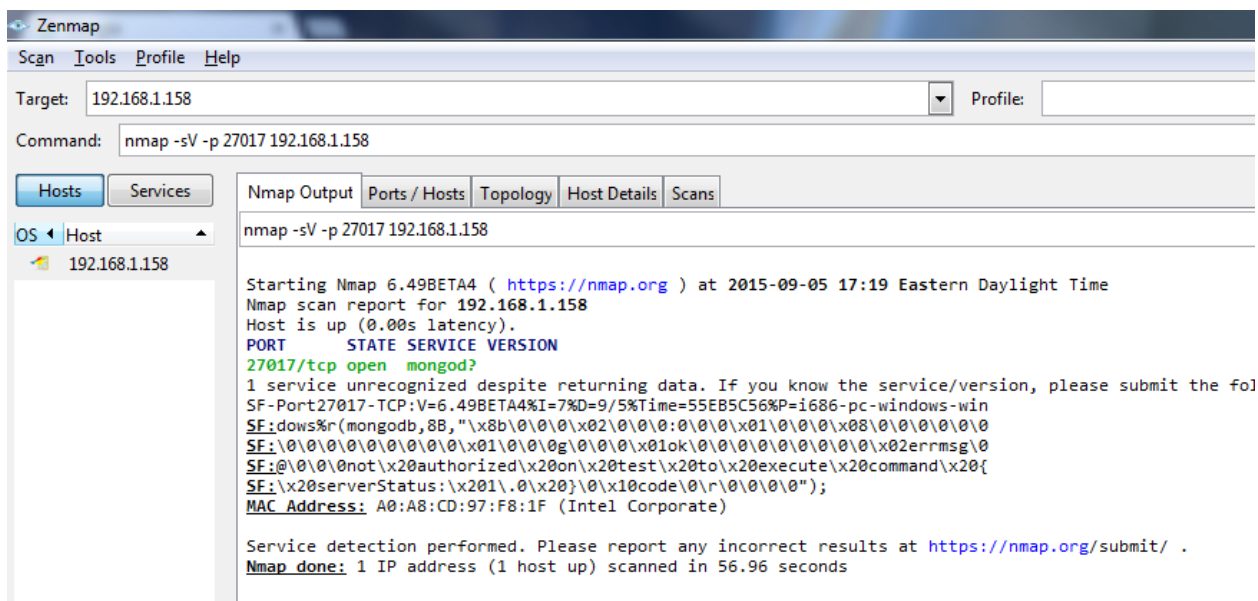 Zenmap
Scan Tools Profile Help
Target: 192.168.1.158 Profile:
Command: nmap -sV -p 27017 192.168.1.158
Hosts Services Nmap Output Ports / Hosts Topology Host Details Scans
OS Host
nmap -sV -p 27017 192.168.1.158
192.168.1.158
Starting Nmap 6.49BETA4 ( https://nmap.org ) at 2015-09-05 17:19 Eastern Daylight Time
Nmap scan report for 192.168.1.158
Host is up (0.00s latency).
PORT STATE SERVICE VERSION
27017/tcp open mongod?
1 service unrecognized despite returning data. If you know the service/version, please submit the fol
SF-Port27017-TCP:V=6.49BETA4%I=7%D=9/5%Time=55EB5C56%P=i686-pc-windows-win
SF:dows%r(mongodb,8B,"\x8b\0\0\0\x02\0\0\0:0\0\0\x01\0\0\0\x08\0\0\0\0\0\0
SF:\0\0\0\0\0\0\0\0\0\x01\0\0\0g\0\0\0\x01ok\0\0\0\0\0\0\0\0\0\x02errmsg\0
SF:@\0\0\0not\x20authorized\x20on\x20test\x20to\x20execute\x20command\x20{
SF:\x20serverStatus:\x201\.0\x20}\0\x10code\0\r\0\0\0\0");
MAC Address: A0:A8:CD:97:F8:1F (Intel Corporate)
Service detection performed. Please report any incorrect results at https://nmap.org/submit/ .
Nmap done: 1 IP address (1 host up) scanned in 56.96 seconds